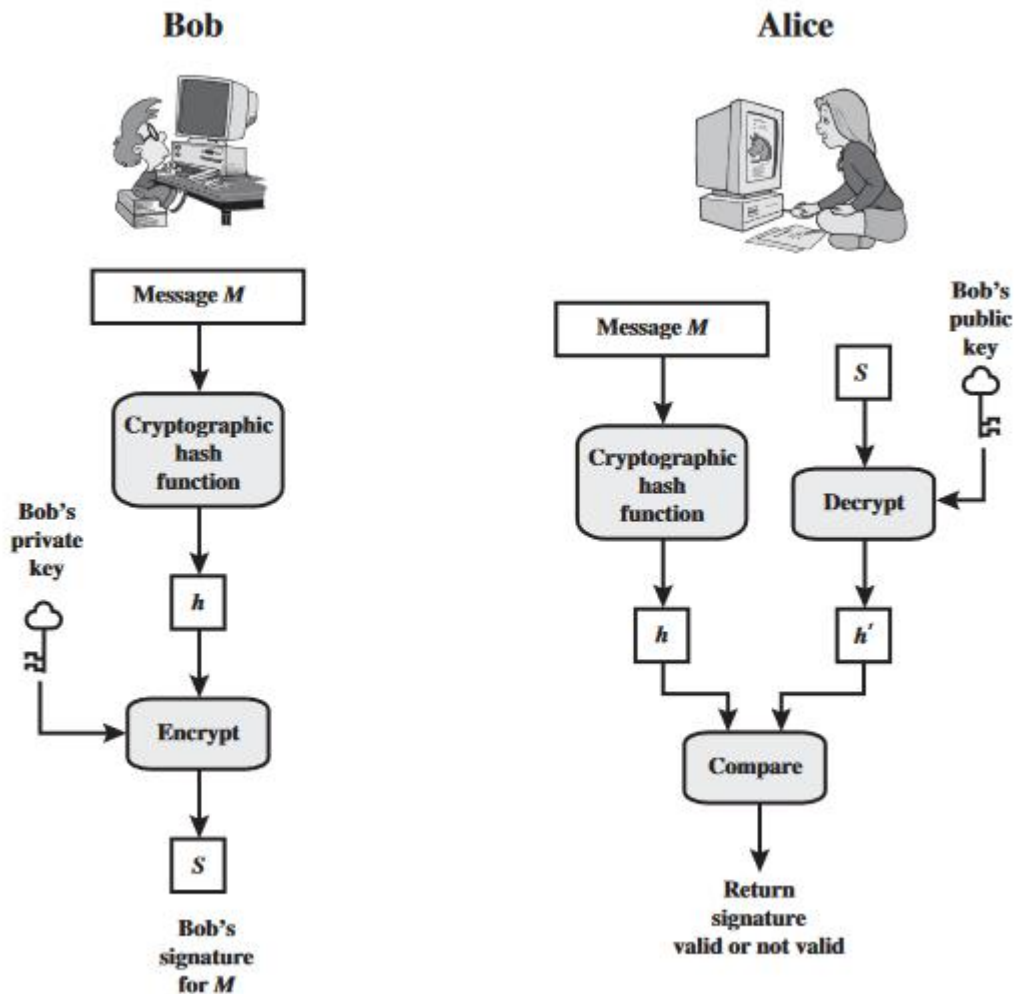 Bob
Message M
Cryptographic
hash
function
Bob's
private
key
h
Encrypt
S
Bob's
signature
for M
Alice
Message M
Bob's
public
key
S
Cryptographic
hash
function
Decrypt
h
h′
Compare
Return
signature
valid or not valid